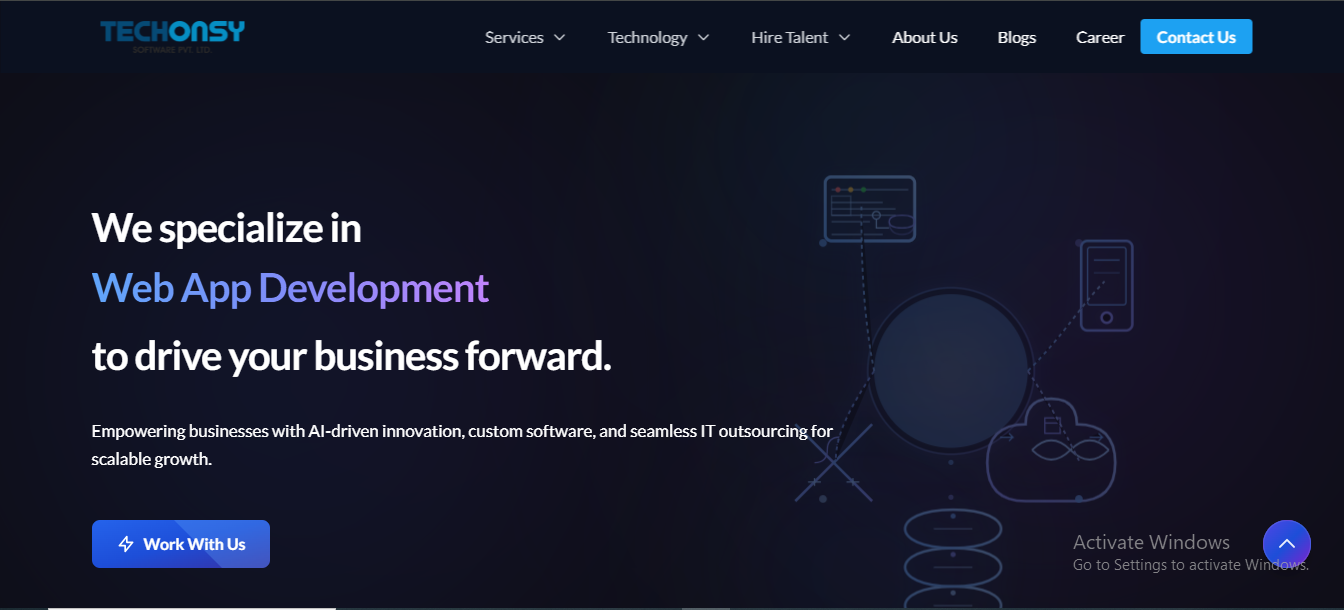 TECHONSY
SOFTWARE PVT. LTD.
Services
Technology
Hire Talent
About Us
Blogs
Career
Contact Us
We specialize in
Web App Development
to drive your business forward.
Empowering businesses with AI-driven innovation, custom software, and seamless IT outsourcing for
scalable growth.
Work With Us
Activate Windows
Go to Settings to activate Windows.